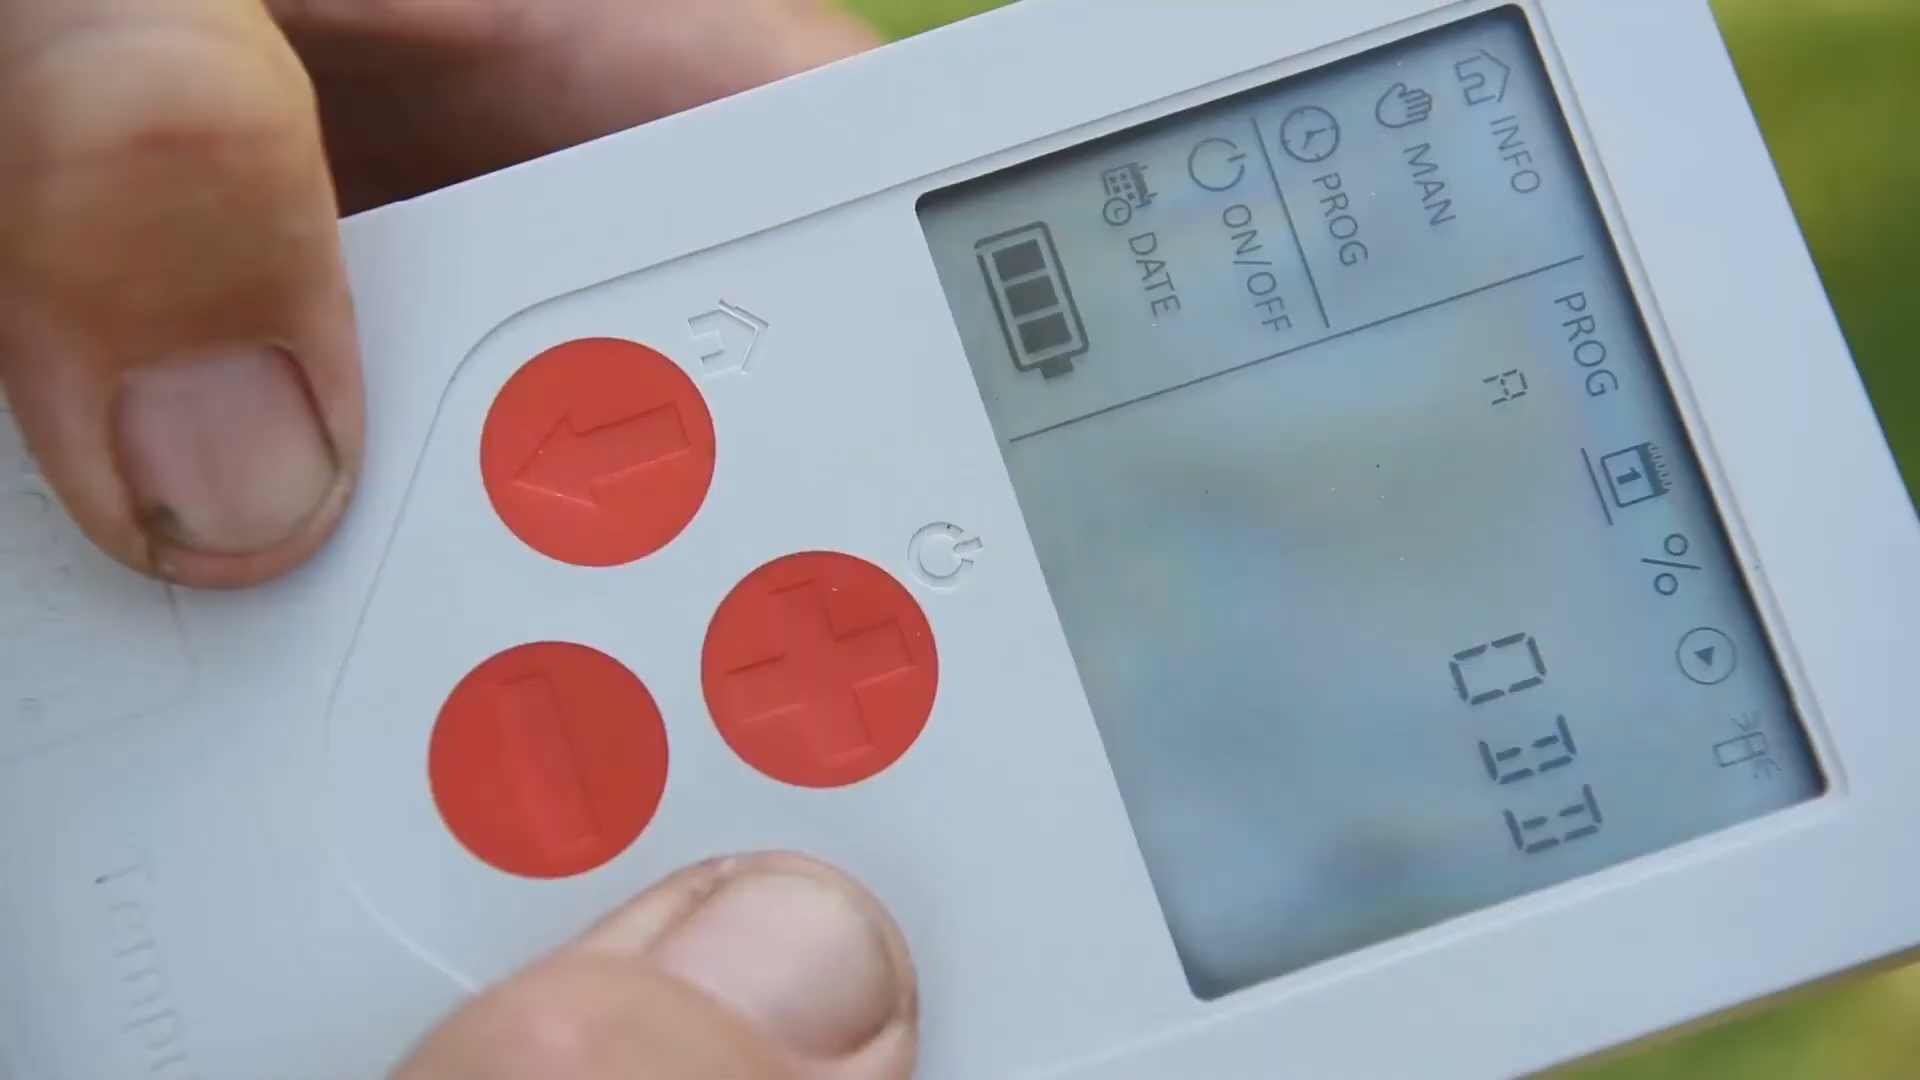 INFO
MAN
PROG
ON/OFF
DATE
PROG
1
%
A